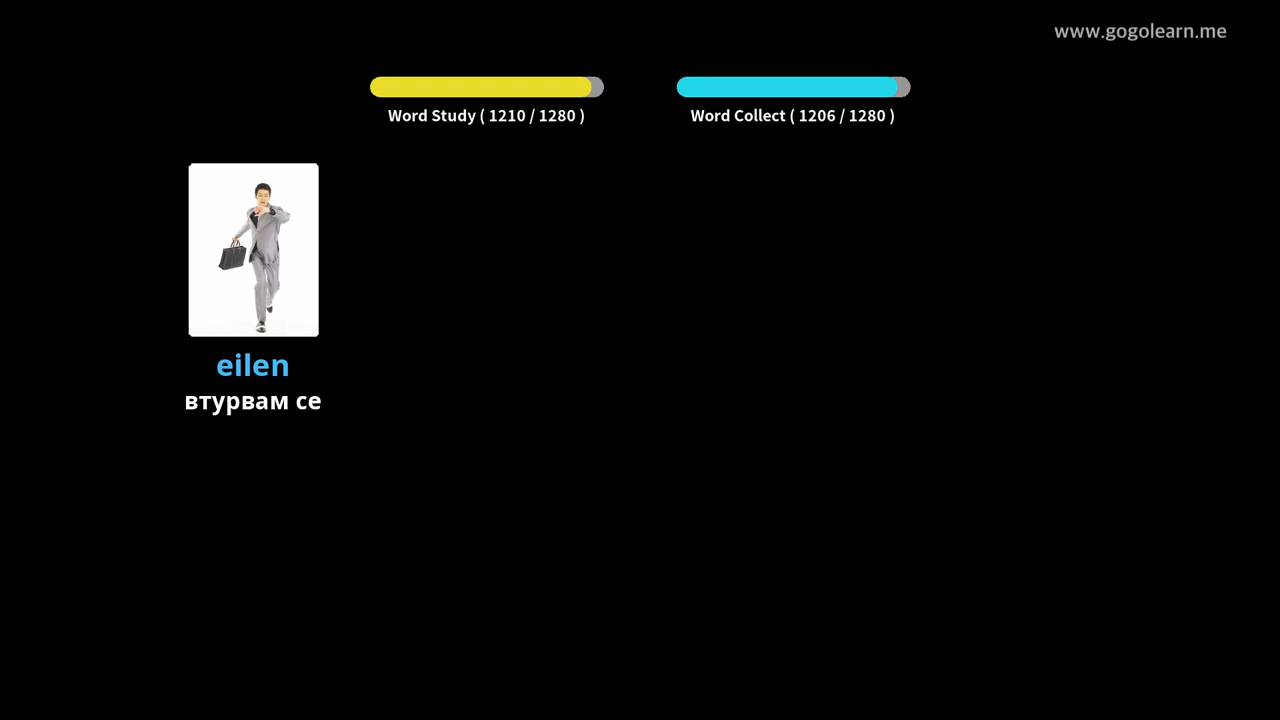 www.gogolearn.me
Word Study ( 1210 / 1280 )
Word Collect ( 1206 / 1280 )
eilen
втурвам се